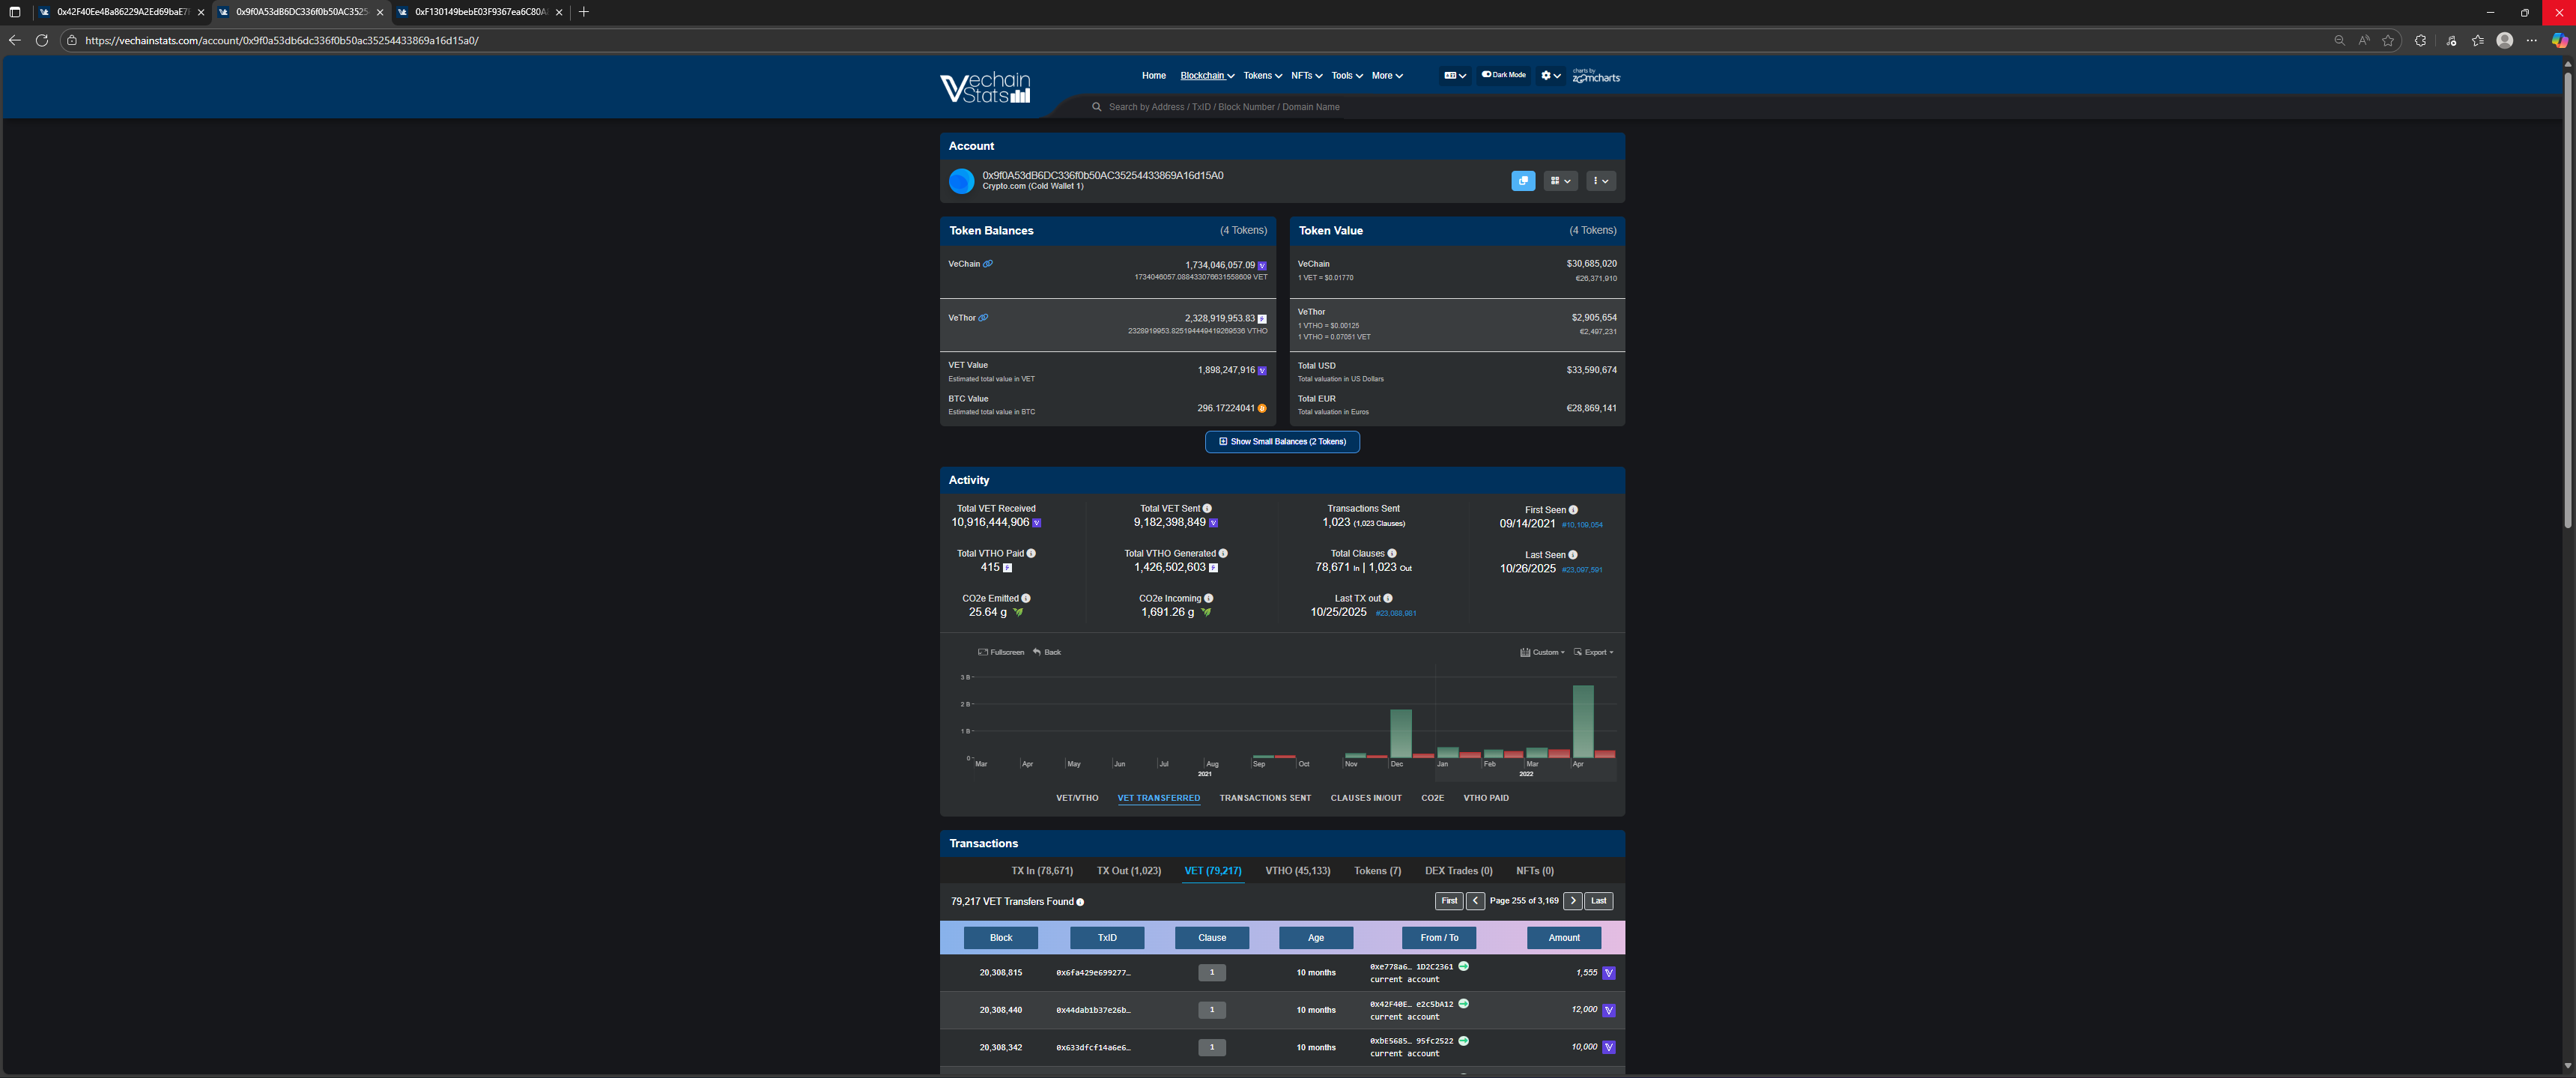 0x42F40Ee4Ba86229A2Ed69baE7
0x9f0A53dB6DC336f0b50AC3525
0xF130149bebE03F9367ea6C80A
https://vechainstats.com/account/0x9f0a53db6dc336f0b50ac35254433869a16d15a0/
Vechain Stats
Home Blockchain Tokens NFTs Tools More
Dark Mode
charts by
zoomcharts
Search by Address / TxID / Block Number / Domain Name
Account
0x9f0A53dB6DC336f0b50AC35254433869A16d15A0
Crypto.com (Cold Wallet 1)
Token Balances (4 Tokens)
VeChain 1,734,046,057.09
1734046057.088433076631558609 VET
VeThor 2,328,919,953.83
2328919953.825194449419269536 VTHO
VET Value
Estimated total value in VET
1,898,247,916
BTC Value
Estimated total value in BTC
296.17224041
Token Value (4 Tokens)
VeChain $30,685,020
1 VET = $0.01770 €26,371,910
VeThor
1 VTHO = $0.00125
1 VTHO = 0.07051 VET
$2,905,654
€2,497,231
Total USD
Total valuation in US Dollars
$33,590,674
Total EUR
Total valuation in Euros
€28,869,141
Show Small Balances (2 Tokens)
Activity
Total VET Received
10,916,444,906
Total VET Sent
9,182,398,849
Transactions Sent
1,023 (1,023 Clauses)
First Seen
09/14/2021 #10,109,054
Total VTHO Paid
415
Total VTHO Generated
1,426,502,603
Total Clauses
78,671 In | 1,023 Out
Last Seen
10/26/2025 #23,097,591
CO2e Emitted
25.64 g
CO2e Incoming
1,691.26 g
Last TX out
10/25/2025 #23,088,981
Fullscreen Back Custom Export
3 B
2 B
1 B
0
Mar Apr May Jun Jul Aug Sep Oct Nov Dec Jan Feb Mar Apr
2021 2022
VET/VTHO VET TRANSFERRED TRANSACTIONS SENT CLAUSES IN/OUT CO2E VTHO PAID
Transactions
TX In (78,671) TX Out (1,023) VET (79,217) VTHO (45,133) Tokens (7) DEX Trades (0) NFTs (0)
79,217 VET Transfers Found
First Page 255 of 3,169 Last
Block TxID Clause Age From / To Amount
20,308,815 0x6fa429e699277… 1 10 months 0xe778a6… 1D2C2361 1,555
current account
20,308,440 0x44dab1b37e26b… 1 10 months 0x42F40E… e2c5bA12 12,000
current account
20,308,342 0x633dfcf14a6e6… 1 10 months 0xbE5685… 95fc2522 10,000
current account